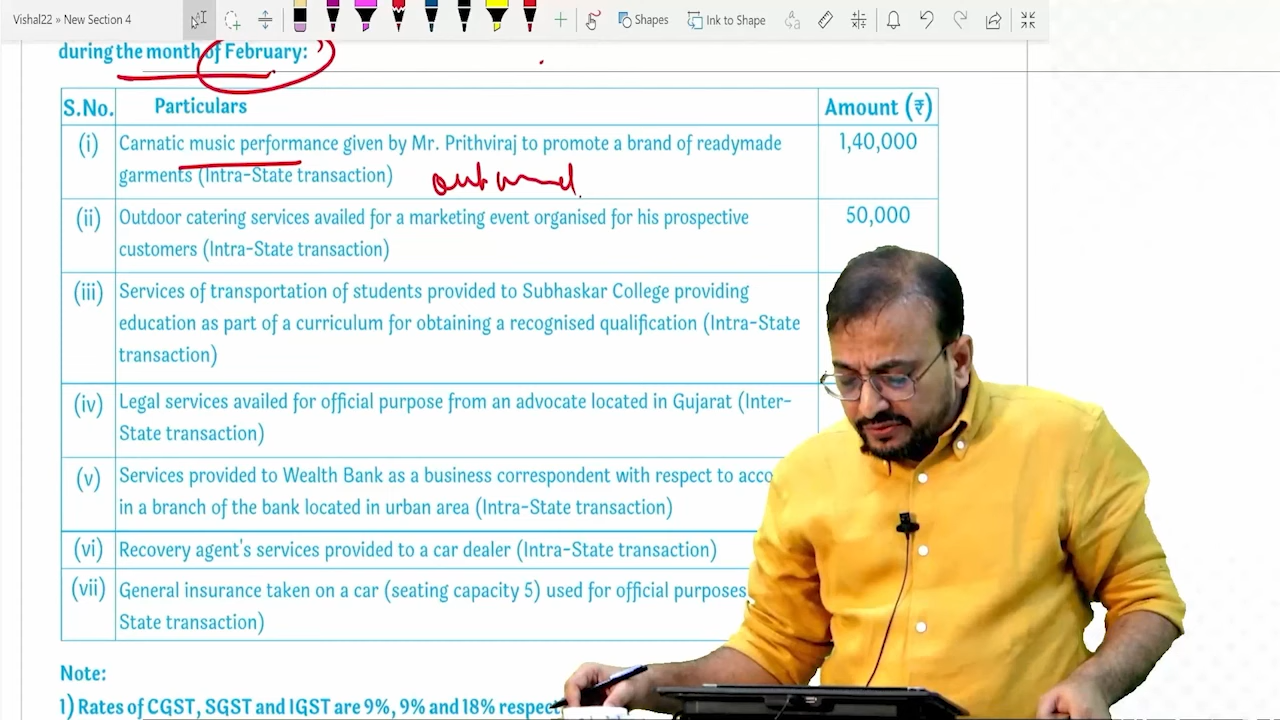 Vishal22 » New Section 4
Shapes
Ink to Shape
during the month of February:
S.No. Particulars Amount (₹)
(i) Carnatic music performance given by Mr. Prithviraj to promote a brand of readymade 1,40,000
garments (Intra-State transaction) outward
(ii) Outdoor catering services availed for a marketing event organised for his prospective 50,000
customers (Intra-State transaction)
(iii) Services of transportation of students provided to Subhaskar College providing
education as part of a curriculum for obtaining a recognised qualification (Intra-State
transaction)
(iv) Legal services availed for official purpose from an advocate located in Gujarat (Inter-
State transaction)
(v) Services provided to Wealth Bank as a business correspondent with respect to acco
in a branch of the bank located in urban area (Intra-State transaction)
(vi) Recovery agent's services provided to a car dealer (Intra-State transaction)
(vii) General insurance taken on a car (seating capacity 5) used for official purposes
State transaction)
Note:
1) Rates of CGST, SGST and IGST are 9%, 9% and 18% respect